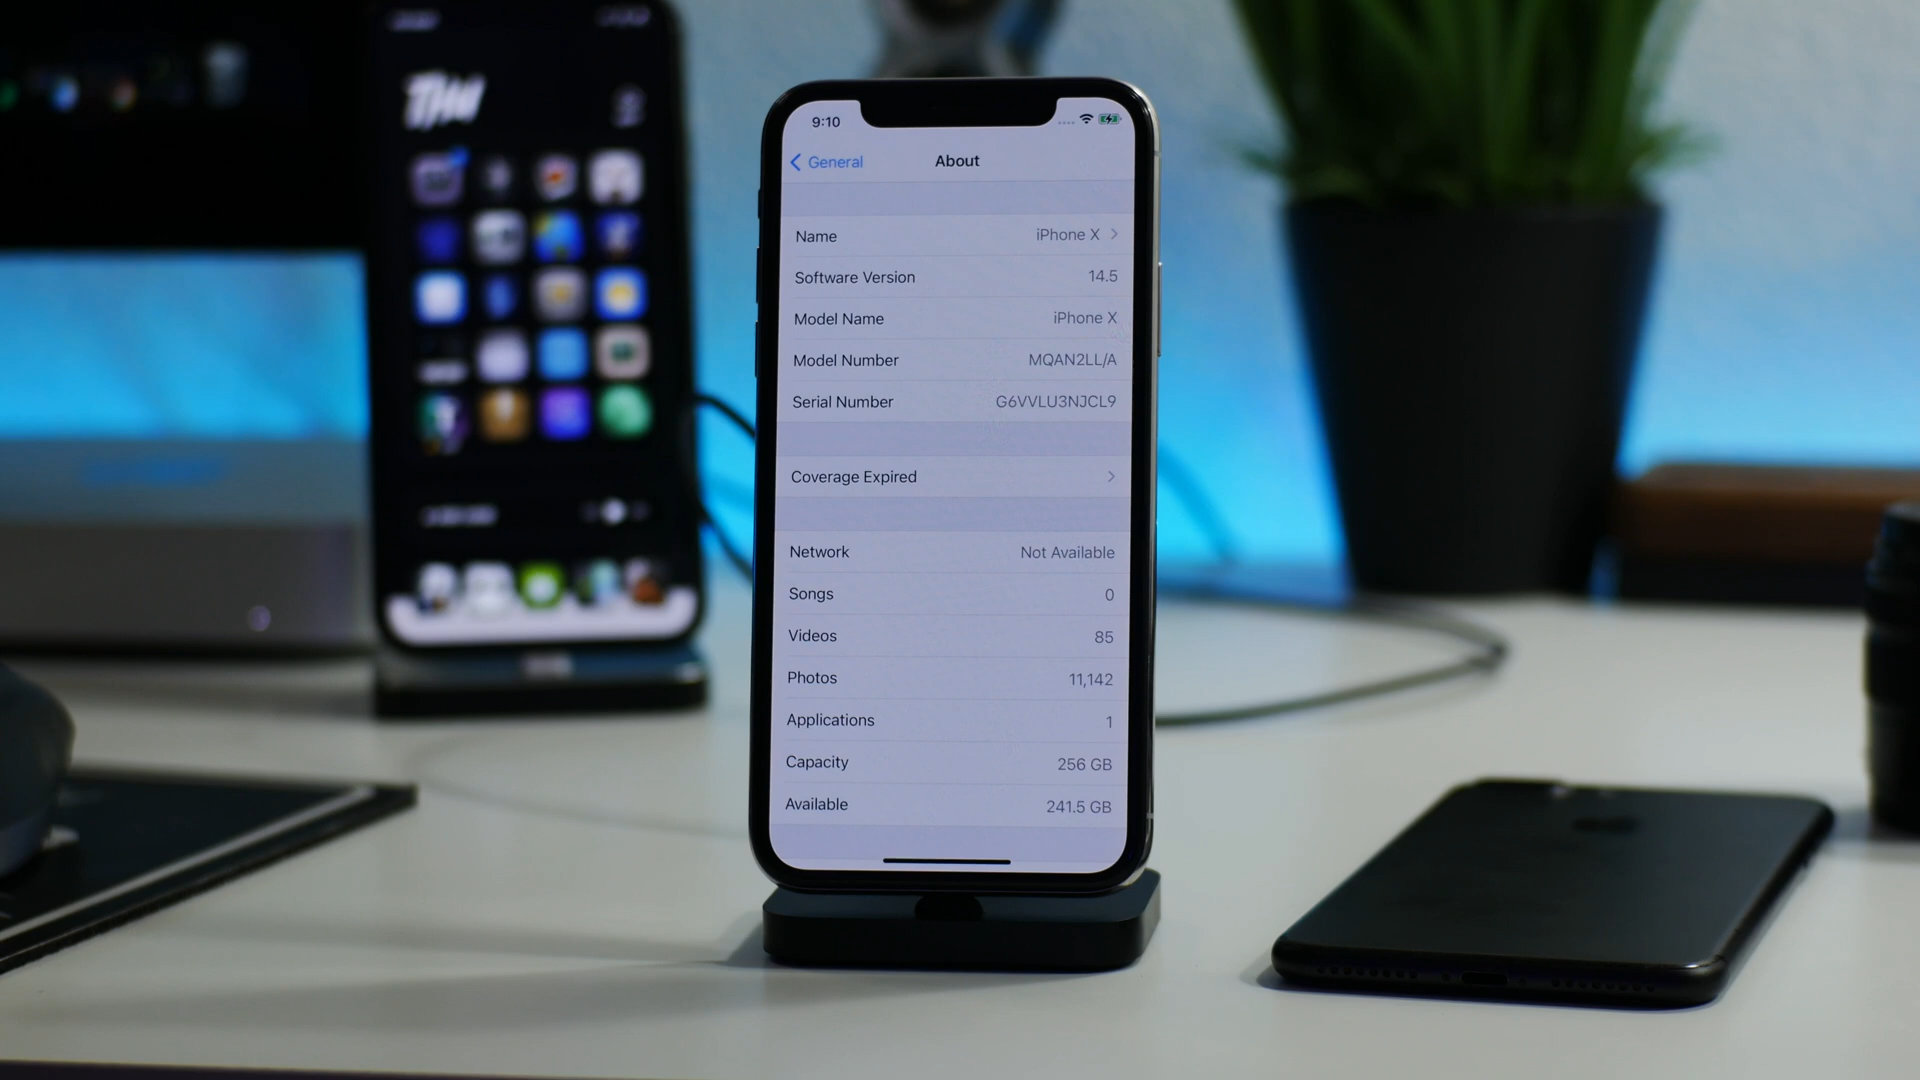 9:10
General About
Name iPhone X
Software Version 14.5
Model Name iPhone X
Model Number MQAN2LL/A
Serial Number G6VVLU3NJCL9
Coverage Expired
Network Not Available
Songs 0
Videos 85
Photos 11,142
Applications 1
Capacity 256 GB
Available 241.5 GB